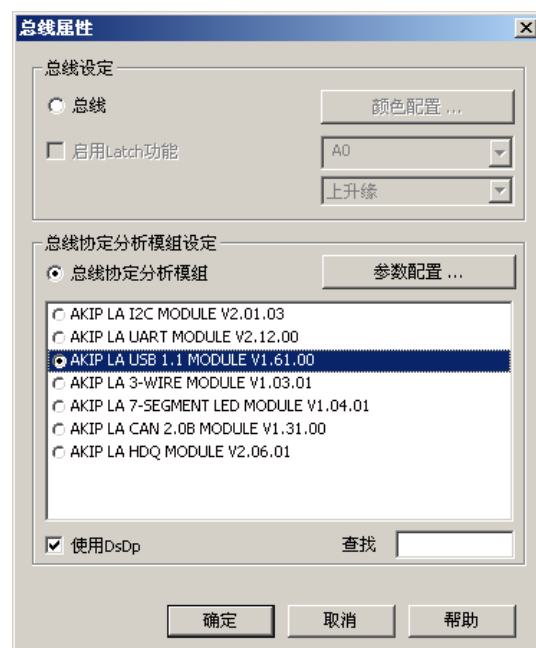 总线属性
总线设定
总线
颜色配置 ...
启用Latch功能
A0
上升缘
总线协定分析模组设定
总线协定分析模组
参数配置 ...
AKIP LA I2C MODULE V2.01.03
AKIP LA UART MODULE V2.12.00
AKIP LA USB 1.1 MODULE V1.61.00
AKIP LA 3-WIRE MODULE V1.03.01
AKIP LA 7-SEGMENT LED MODULE V1.04.01
AKIP LA CAN 2.0B MODULE V1.31.00
AKIP LA HDQ MODULE V2.06.01
使用DsDp
查找
确定
取消
帮助